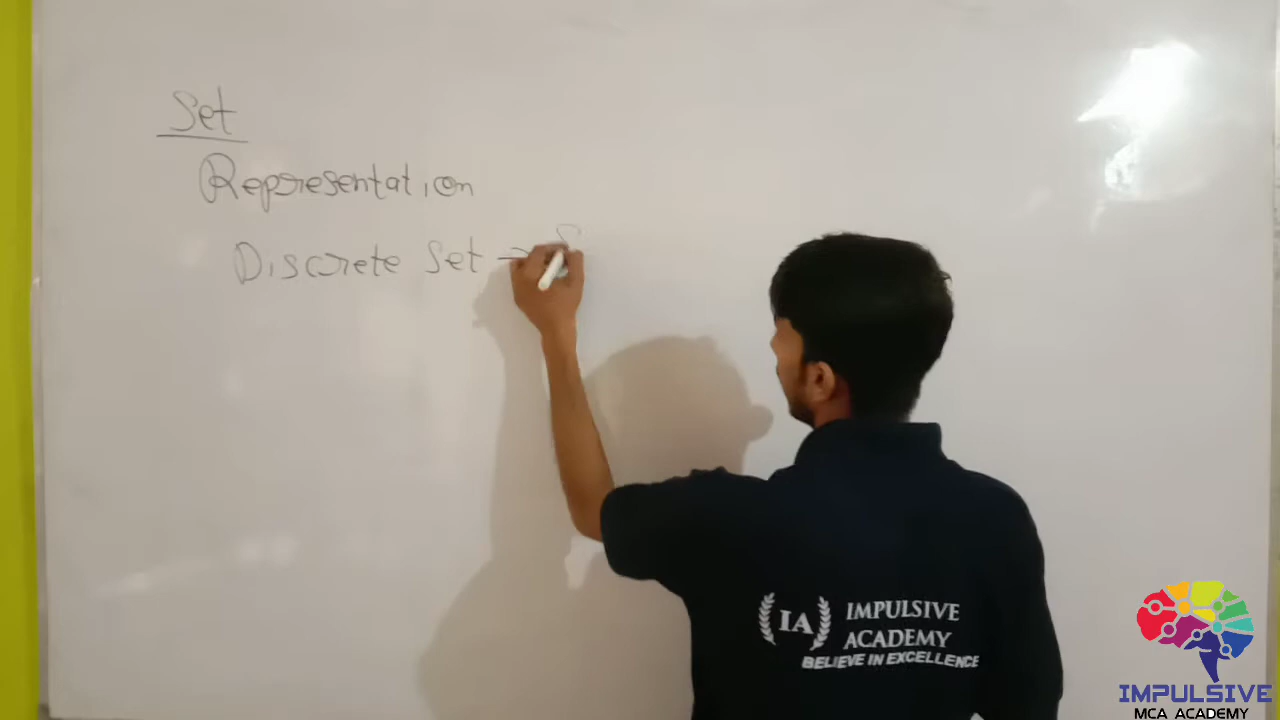 Set
Representation
Discrete Set →
IA IMPULSIVE
ACADEMY
BELIEVE IN EXCELLENCE
IMPULSIVE
MCA ACADEMY